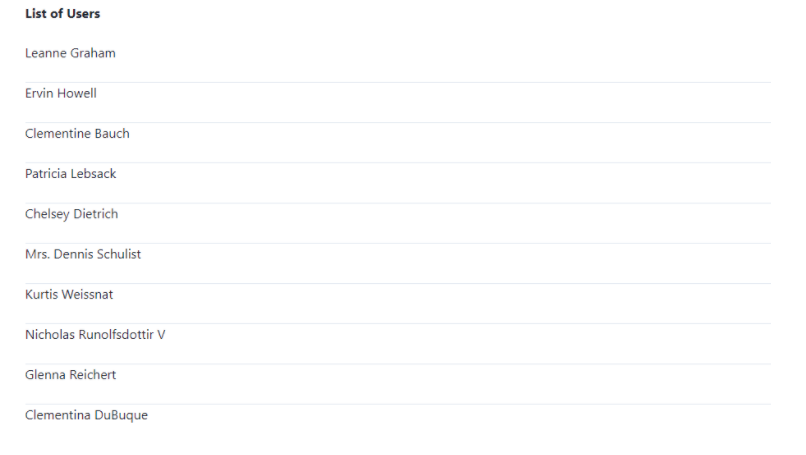 List of Users
Leanne Graham
Ervin Howell
Clementine Bauch
Patricia Lebsack
Chelsey Dietrich
Mrs. Dennis Schulist
Kurtis Weissnat
Nicholas Runolfsdottir V
Glenna Reichert
Clementina DuBuque